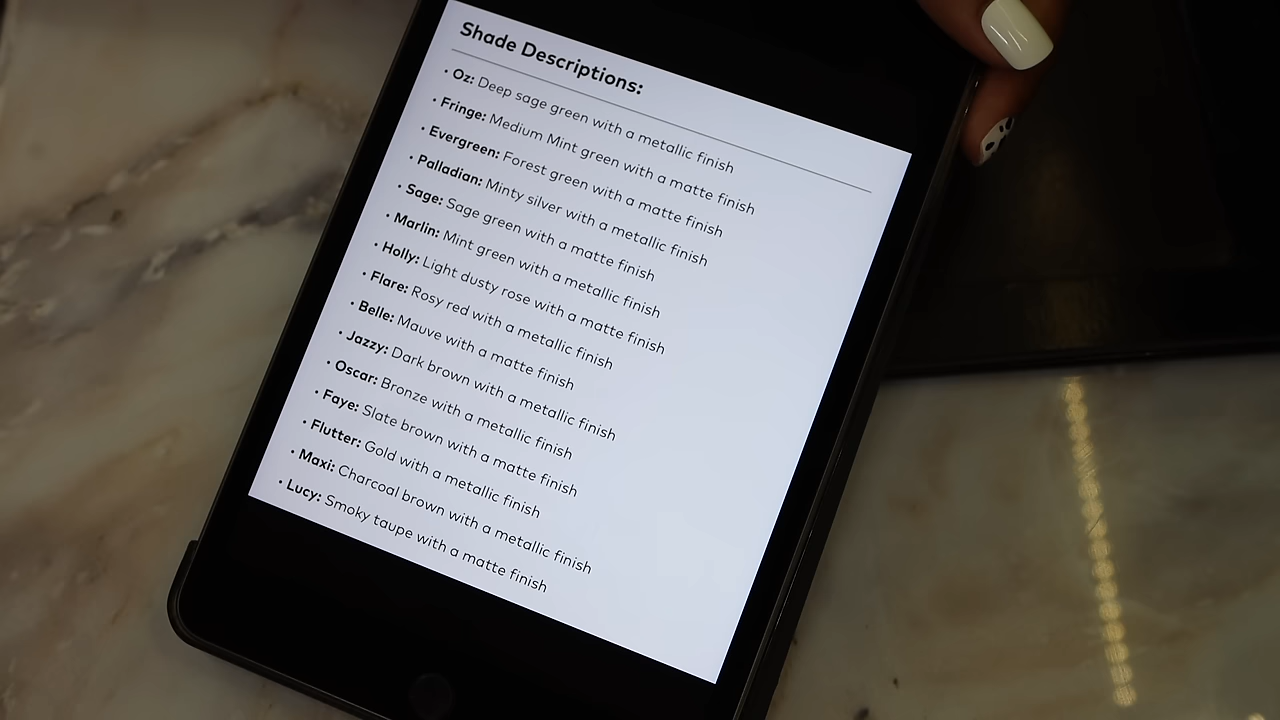 Shade Descriptions:
• Oz: Deep sage green with a metallic finish
• Fringe: Medium Mint green with a matte finish
• Evergreen: Forest green with a matte finish
• Palladian: Minty silver with a metallic finish
• Sage: Sage green with a matte finish
• Marlin: Mint green with a metallic finish
• Holly: Light dusty rose with a matte finish
• Flare: Rosy red with a metallic finish
• Belle: Mauve with a matte finish
• Jazzy: Dark brown with a metallic finish
• Oscar: Bronze with a metallic finish
• Faye: Slate brown with a matte finish
• Flutter: Gold with a metallic finish
• Maxi: Charcoal brown with a metallic finish
• Lucy: Smoky taupe with a matte finish